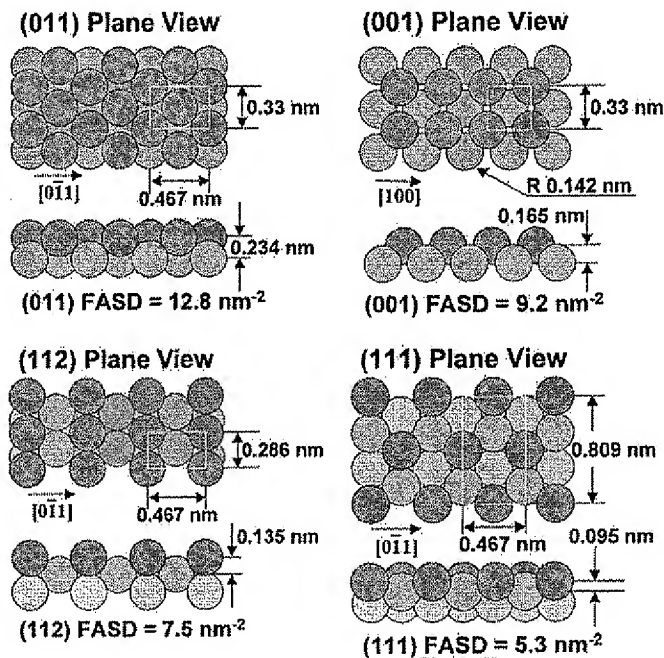 (011) Plane View
0.33 nm
[01̄1]
0.467 nm
0.234 nm
(011) FASD = 12.8 nm⁻²
(001) Plane View
0.33 nm
[100]
R 0.142 nm
0.165 nm
(001) FASD = 9.2 nm⁻²
(112) Plane View
0.286 nm
[01̄1]
0.467 nm
0.135 nm
(112) FASD = 7.5 nm⁻²
(111) Plane View
0.809 nm
[01̄1]
0.467 nm
0.095 nm
(111) FASD = 5.3 nm⁻²